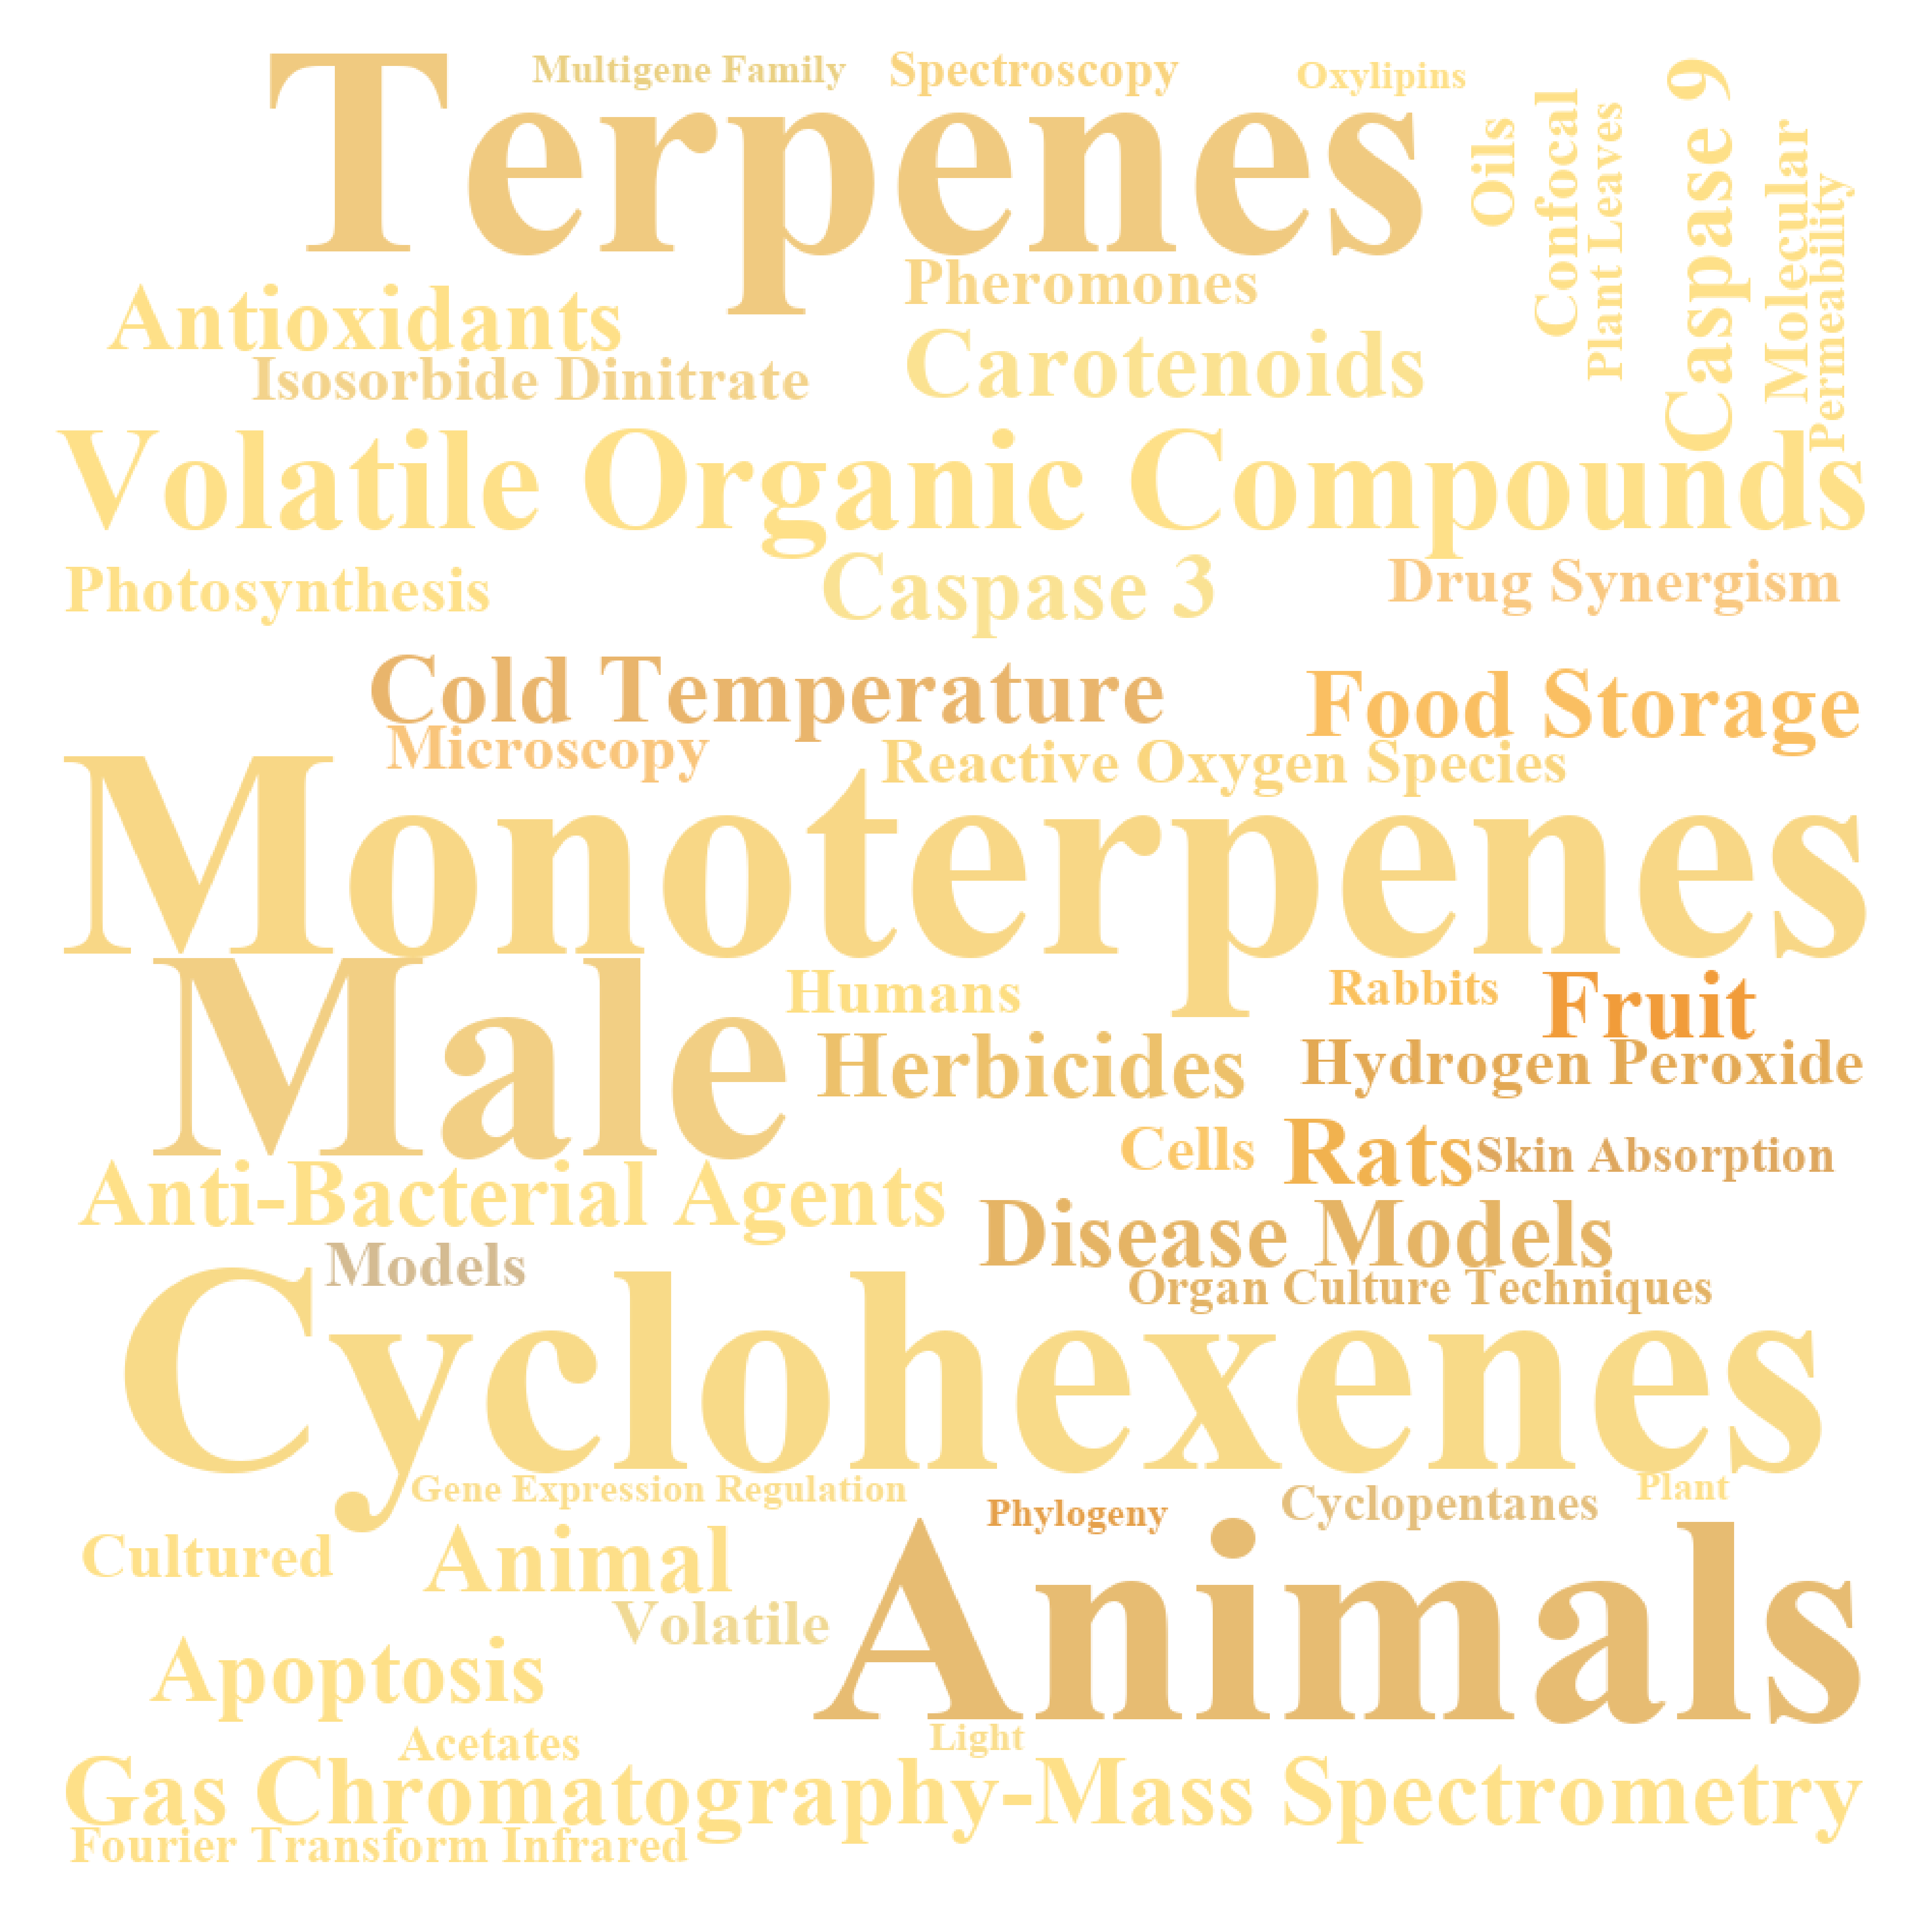 Multigene Family
Spectroscopy
Oxylipins
Terpenes
Oils
Confocal
Plant Leaves
Caspase 9
Molecular
Permeability
Pheromones
Antioxidants
Carotenoids
Isosorbide Dinitrate
Volatile Organic Compounds
Photosynthesis
Caspase 3
Drug Synergism
Cold Temperature
Food Storage
Microscopy
Reactive Oxygen Species
Monoterpenes
Male
Humans
Rabbits
Fruit
Herbicides
Hydrogen Peroxide
Cells
Rats
Skin Absorption
Anti-Bacterial Agents
Disease Models
Models
Organ Culture Techniques
Cyclohexenes
Gene Expression Regulation
Phylogeny
Cyclopentanes
Plant
Cultured
Animal
Animals
Volatile
Apoptosis
Acetates
Light
Gas Chromatography-Mass Spectrometry
Fourier Transform Infrared